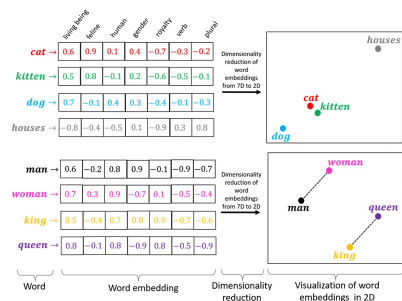 living being feline human gender royalty verb plural
cat → 0.6 0.9 0.1 0.4 −0.7 −0.3 −0.2
kitten → 0.5 0.8 −0.1 0.2 −0.6 −0.5 −0.1
dog → 0.7 −0.1 0.4 0.3 −0.4 −0.1 −0.3
houses → −0.8 −0.4 −0.5 0.1 −0.9 0.3 0.8
Dimensionality
reduction of
word
embeddings
from 7D to 2D
houses
cat
kitten
dog
man → 0.6 −0.2 0.8 0.9 −0.1 −0.9 −0.7
woman → 0.7 0.3 0.9 −0.7 0.1 −0.5 −0.4
king → 0.5 −0.4 0.7 0.8 0.9 −0.7 −0.6
queen → 0.8 −0.1 0.8 −0.9 0.8 −0.5 −0.9
Dimensionality
reduction of
word
embeddings
from 7D to 2D
woman
man
queen
king
Word
Word embedding
Dimensionality
reduction
Visualization of word
embeddings in 2D